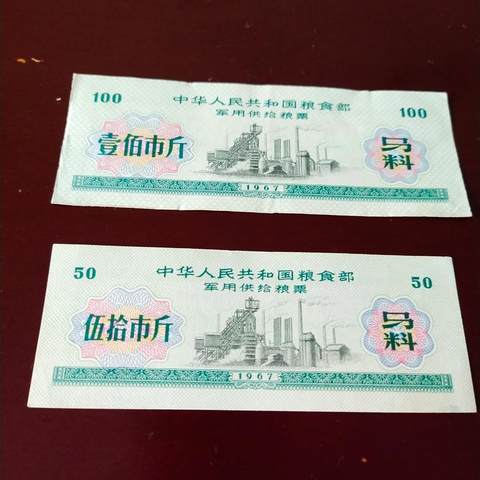 100
中华人民共和国粮食部
100
军用供给粮票
壹佰市斤
马料
1967
50
中华人民共和国粮食部
50
军用供给粮票
伍拾市斤
马料
1967